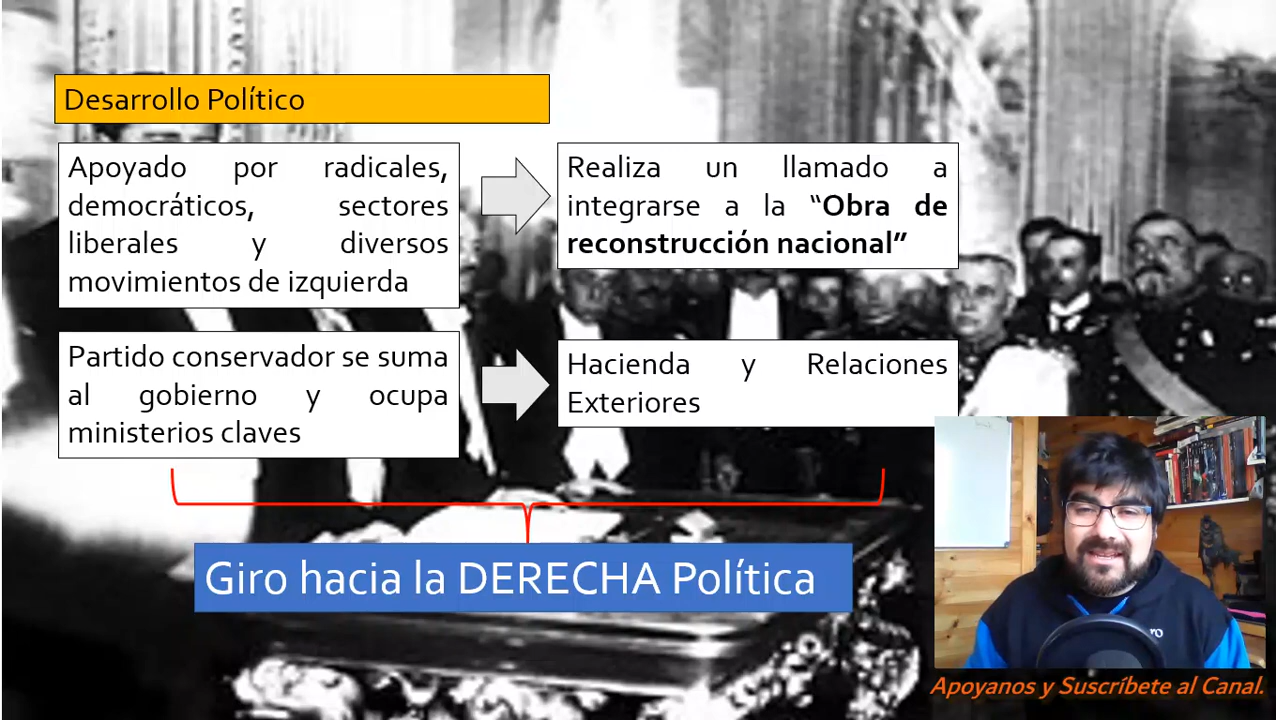 Desarrollo Político
Apoyado por radicales,
democráticos, sectores
liberales y diversos
movimientos de izquierda
Realiza un llamado a
integrarse a la “Obra de
reconstrucción nacional”
Partido conservador se suma
al gobierno y ocupa
ministerios claves
Hacienda y Relaciones
Exteriores
Giro hacia la DERECHA Política
Apoyanos y Suscríbete al Canal.